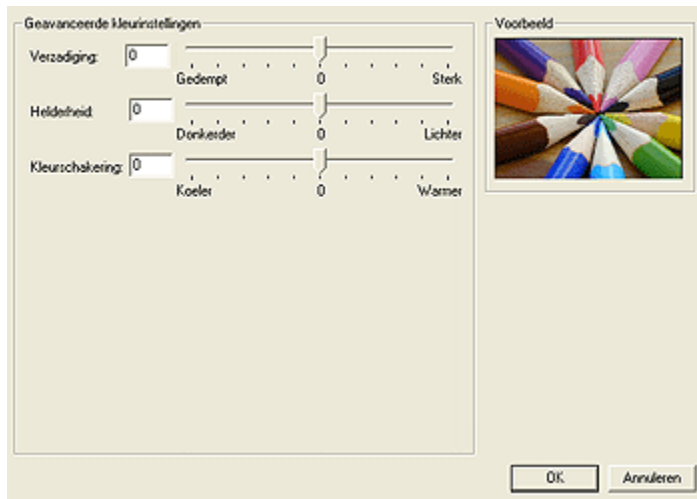 Geavanceerde kleurinstellingen
Verzadiging: 0
Gedempt 0 Sterk
Helderheid: 0
Donkerder 0 Lichter
Kleurschakering: 0
Koeler 0 Warmer
Voorbeeld
OK Annuleren